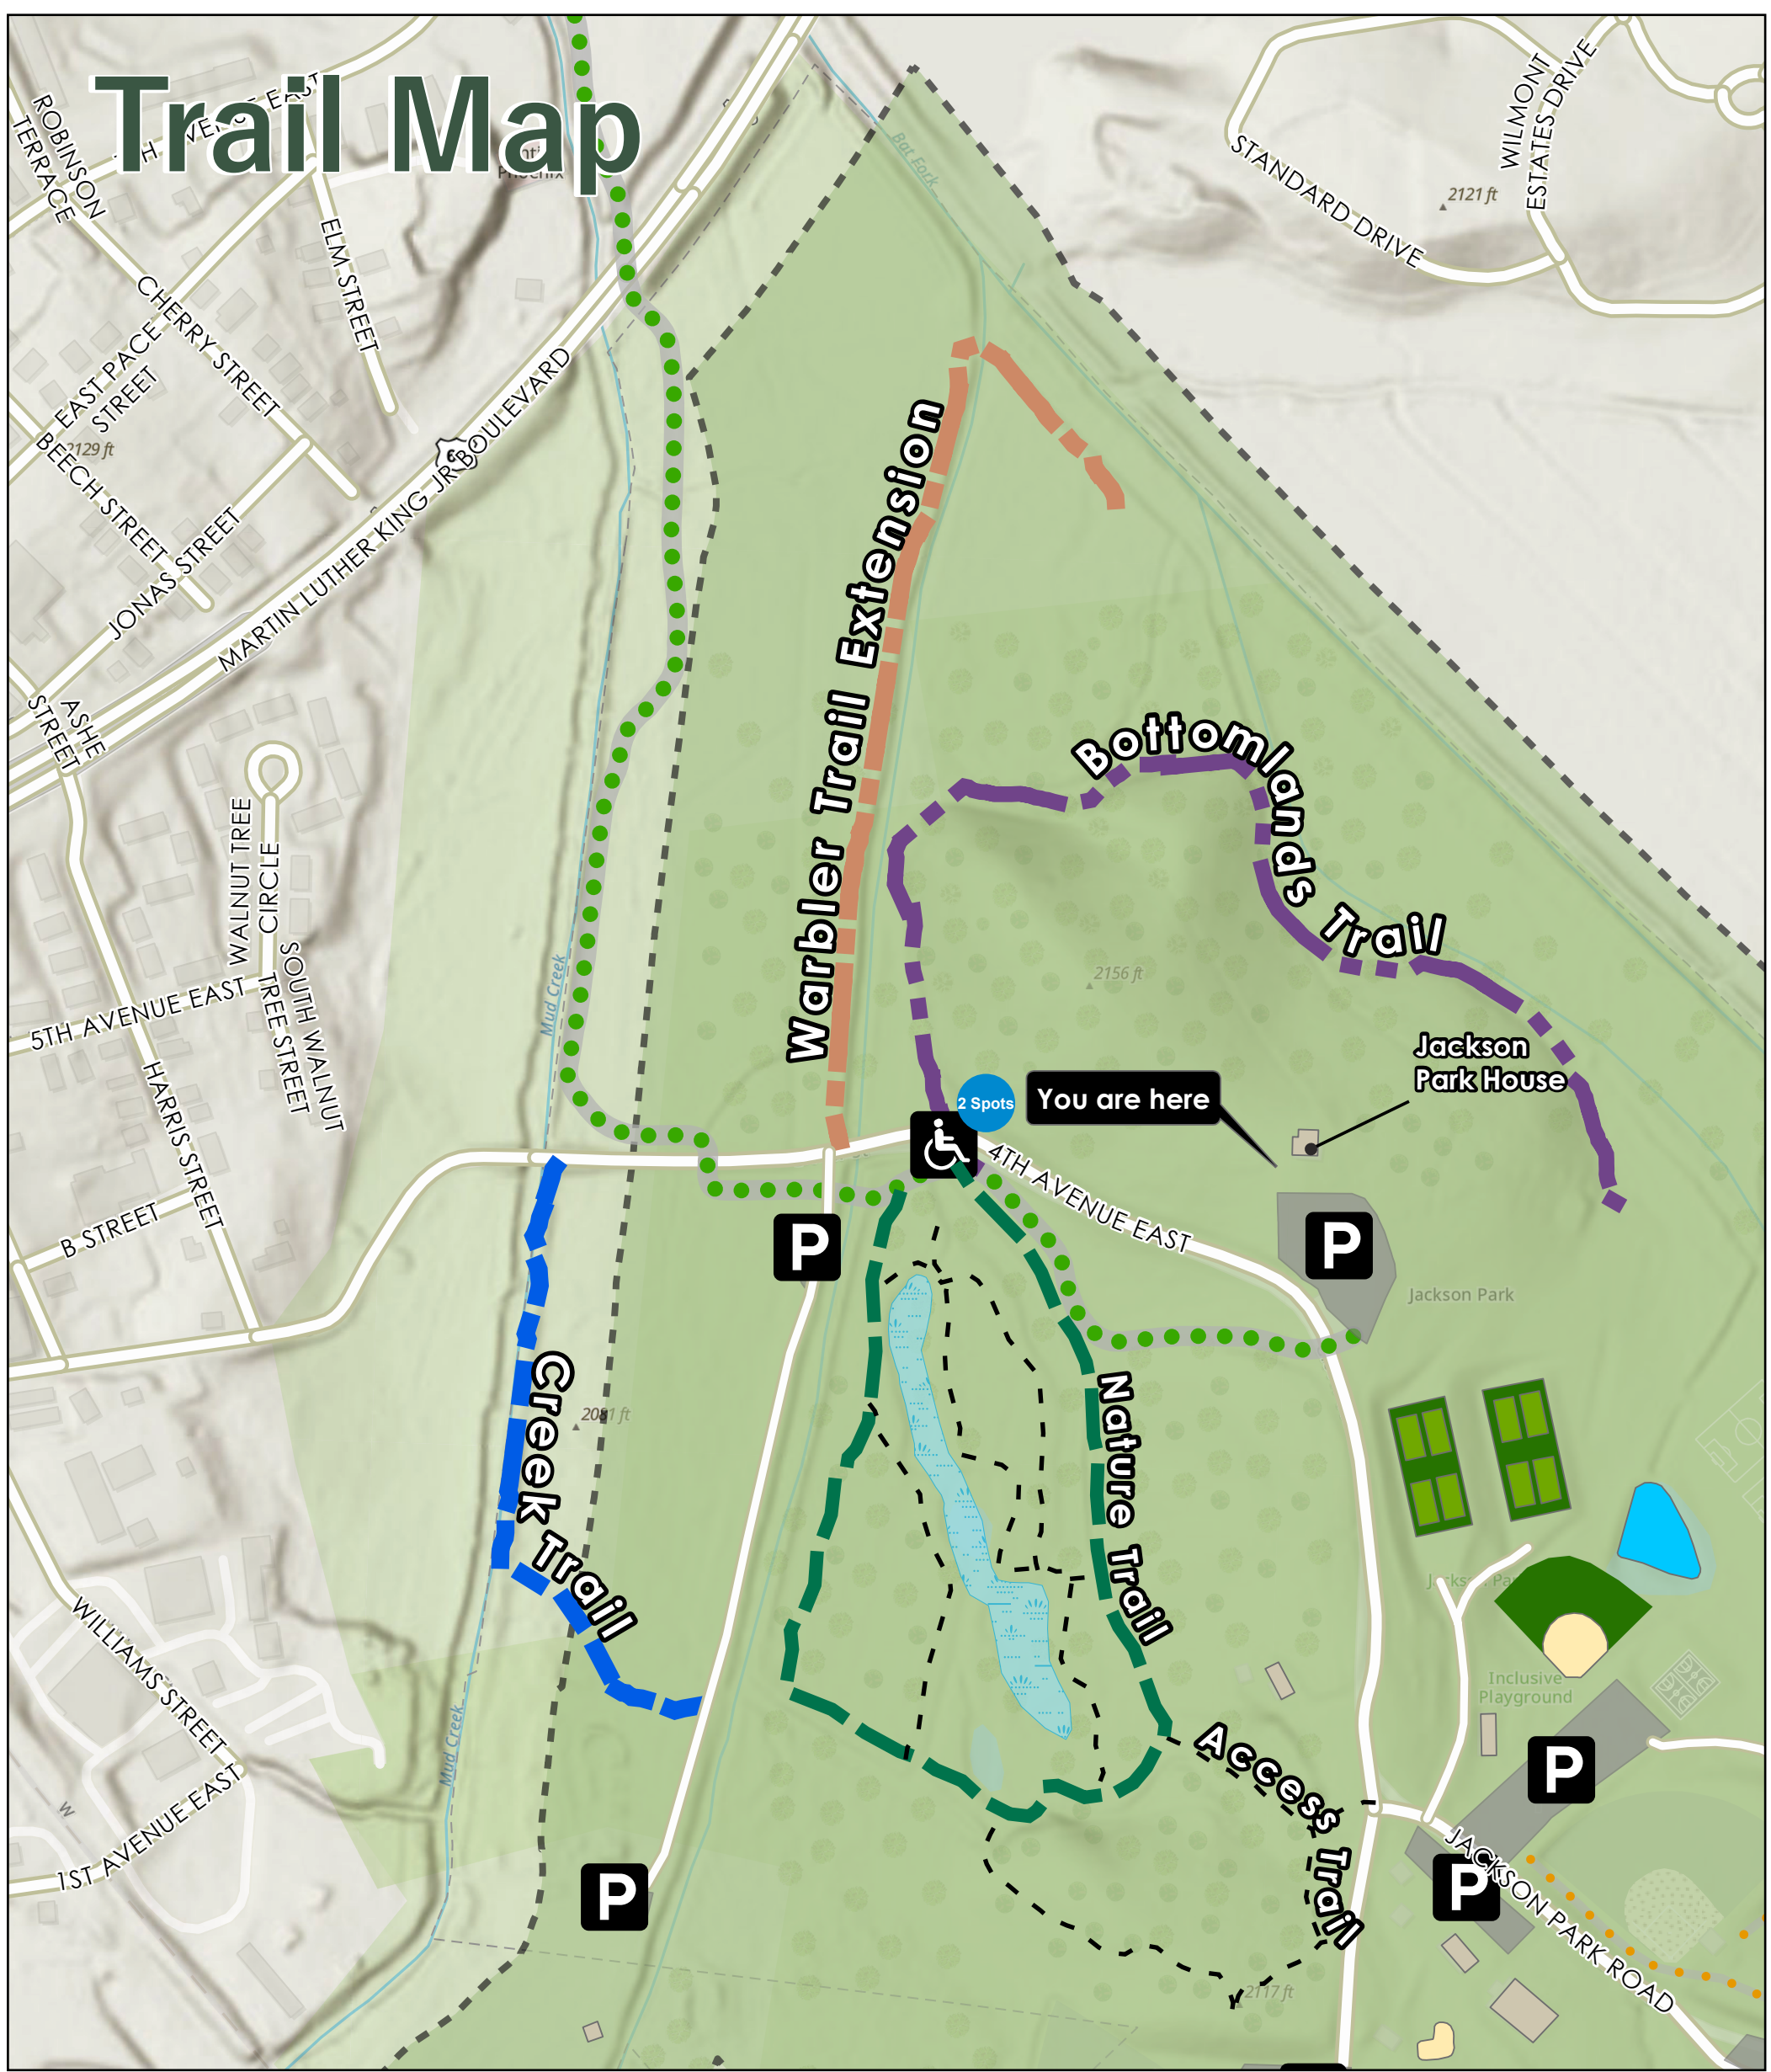 Trail Map
ROBINSON
TERRACE
ELM STREET
CHERRY STREET
EAST PACE
STREET
2129 ft
BEECH STREET
JONAS STREET
MARTIN LUTHER KING JR BOULEVARD
6
ASHE
STREET
WALNUT TREE
CIRCLE
SOUTH WALNUT
TREE STREET
5TH AVENUE EAST
HARRIS STREET
B STREET
WILLIAMS STREET
1ST AVENUE EAST
Mud Creek
Mud Creek
Bat Fork
STANDARD DRIVE
WILMONT
ESTATES DRIVE
2121 ft
Warbler Trail Extension
Bottomlands Trail
2156 ft
Jackson
Park House
2 Spots
You are here
4TH AVENUE EAST
P
P
Jackson Park
Creek Trail
2081 ft
Nature Trail
Access Trail
Inclusive
Playground
P
P
P
JACKSON PARK ROAD
2117 ft
W